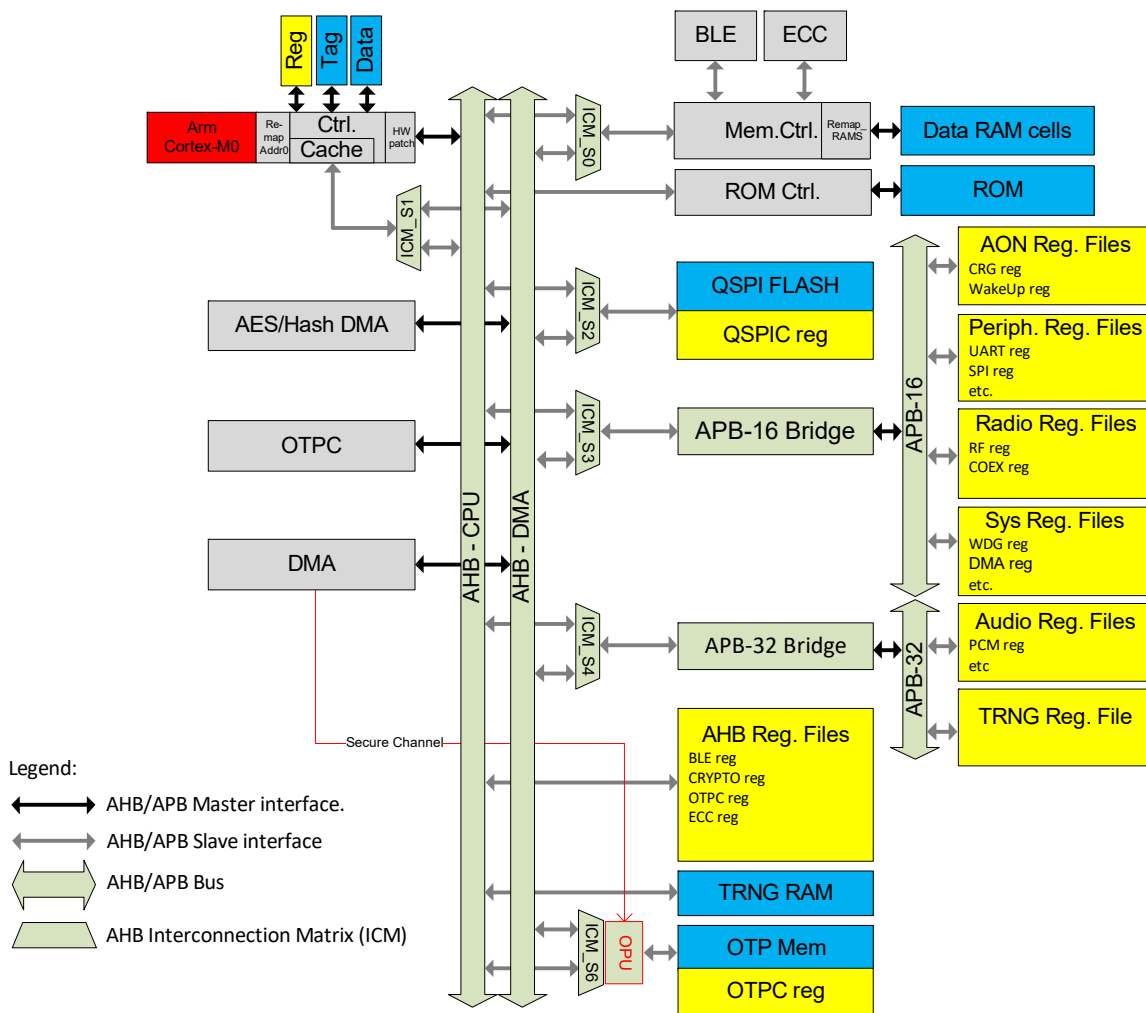 Reg
Tag
Data
BLE
ECC
Arm
Cortex-M0
Re-
map
Addr0
Ctrl.
Cache
HW
patch
ICM_S0
Mem.Ctrl.
Remap_
RAMS
Data RAM cells
ROM Ctrl.
ROM
ICM_S1
AON Reg. Files
CRG reg
WakeUp reg
AES/Hash DMA
ICM_S2
QSPI FLASH
QSPIC reg
Periph. Reg. Files
UART reg
SPI reg
etc.
APB-16
OTPC
ICM_S3
APB-16 Bridge
Radio Reg. Files
RF reg
COEX reg
AHB - CPU
AHB - DMA
DMA
Sys Reg. Files
WDG reg
DMA reg
etc.
ICM_S4
APB-32 Bridge
APB-32
Audio Reg. Files
PCM reg
etc
TRNG Reg. File
Secure Channel
AHB Reg. Files
BLE reg
CRYPTO reg
OTPC reg
ECC reg
Legend:
AHB/APB Master interface.
AHB/APB Slave interface
AHB/APB Bus
AHB Interconnection Matrix (ICM)
TRNG RAM
ICM_S6
OPU
OTP Mem
OTPC reg